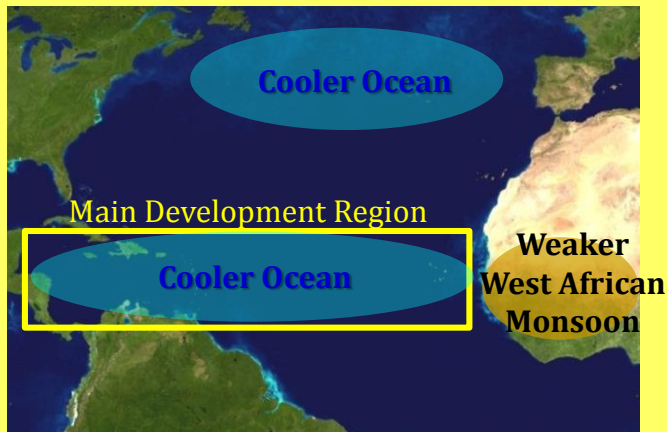 Cooler Ocean
Main Development Region
Cooler Ocean
Weaker
West African
Monsoon